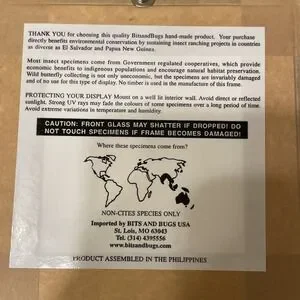 THANK YOU for choosing this quality BitsandBugs hand-made product. Your purchase
directly benefits environmental conservation by sustaining insect ranching projects in countries
as diverse as El Salvador and Papua New Guinea.
Most insect specimens come from Government regulated cooperatives, which provide
economic benefits to indigenous populations and encourage natural habitat preservation.
Wild butterfly collecting is not only uneconomic, but the specimens are invariably damaged
and of no use for this type of display. No timber is used in the manufacture of this frame.
PROTECTING YOUR DISPLAY Mount on a well lit interior wall. Avoid direct or reflected
sunlight. Strong UV rays may fade the colours of some specimens over a long period of time.
Avoid extreme variations in temperature and humidity.
CAUTION: FRONT GLASS MAY SHATTER IF DROPPED! DO
NOT TOUCH SPECIMENS IF FRAME BECOMES DAMAGED!
Where these specimens come from?
NON-CITES SPECIES ONLY
Imported by BITS AND BUGS USA
St. Lois, MO 63043
Tel. (314) 4395556
www.bitsandbugs.com
PRODUCT ASSEMBLED IN THE PHILIPPINES